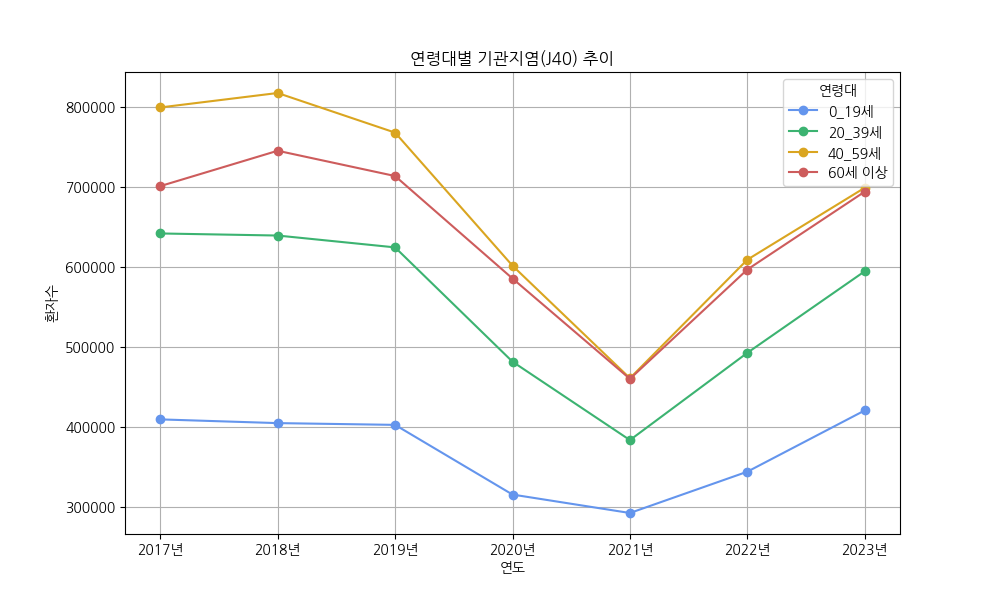 연령대별 기관지염(J40) 추이
연령대
0_19세
20_39세
40_59세
60세 이상
환자수
800000
700000
600000
500000
400000
300000
2017년
2018년
2019년
2020년
2021년
2022년
2023년
연도